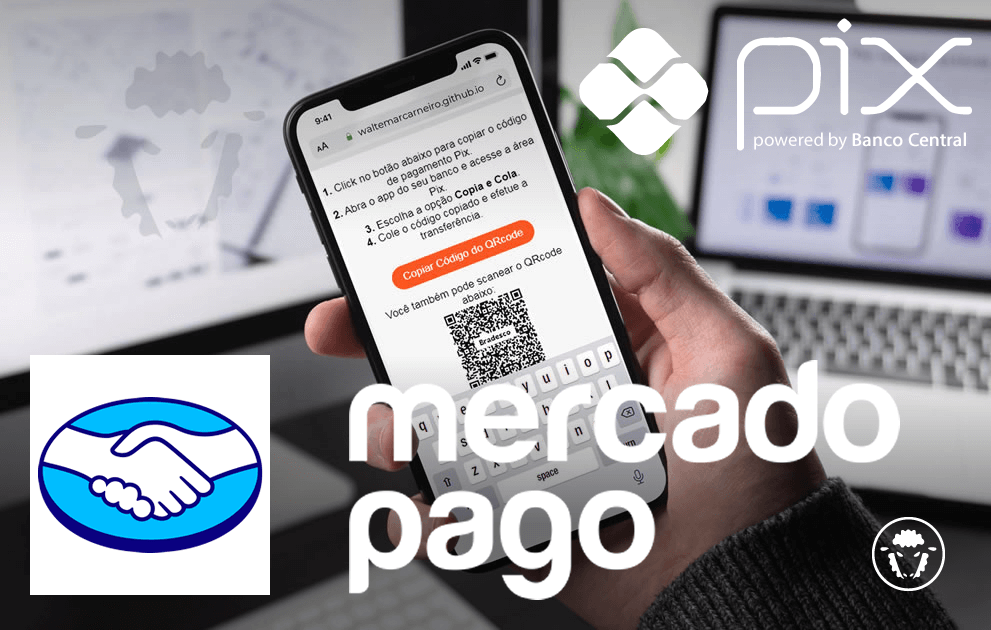 pix
powered by Banco Central
9:41
AA
waltemarcarneiro.github.io
1. Click no botão abaixo para copiar o código
de pagamento Pix.
2. Abra o app do seu banco e acesse a área
Pix.
3. Escolha a opção Copia e Cola.
4. Cole o código copiado e efetue a
transferência.
Copiar Código do QRcode
Você também pode scanear o QRcode
abaixo:
Bradesco
q e y u i o p
s h l
z x v n
space
mercado
pago